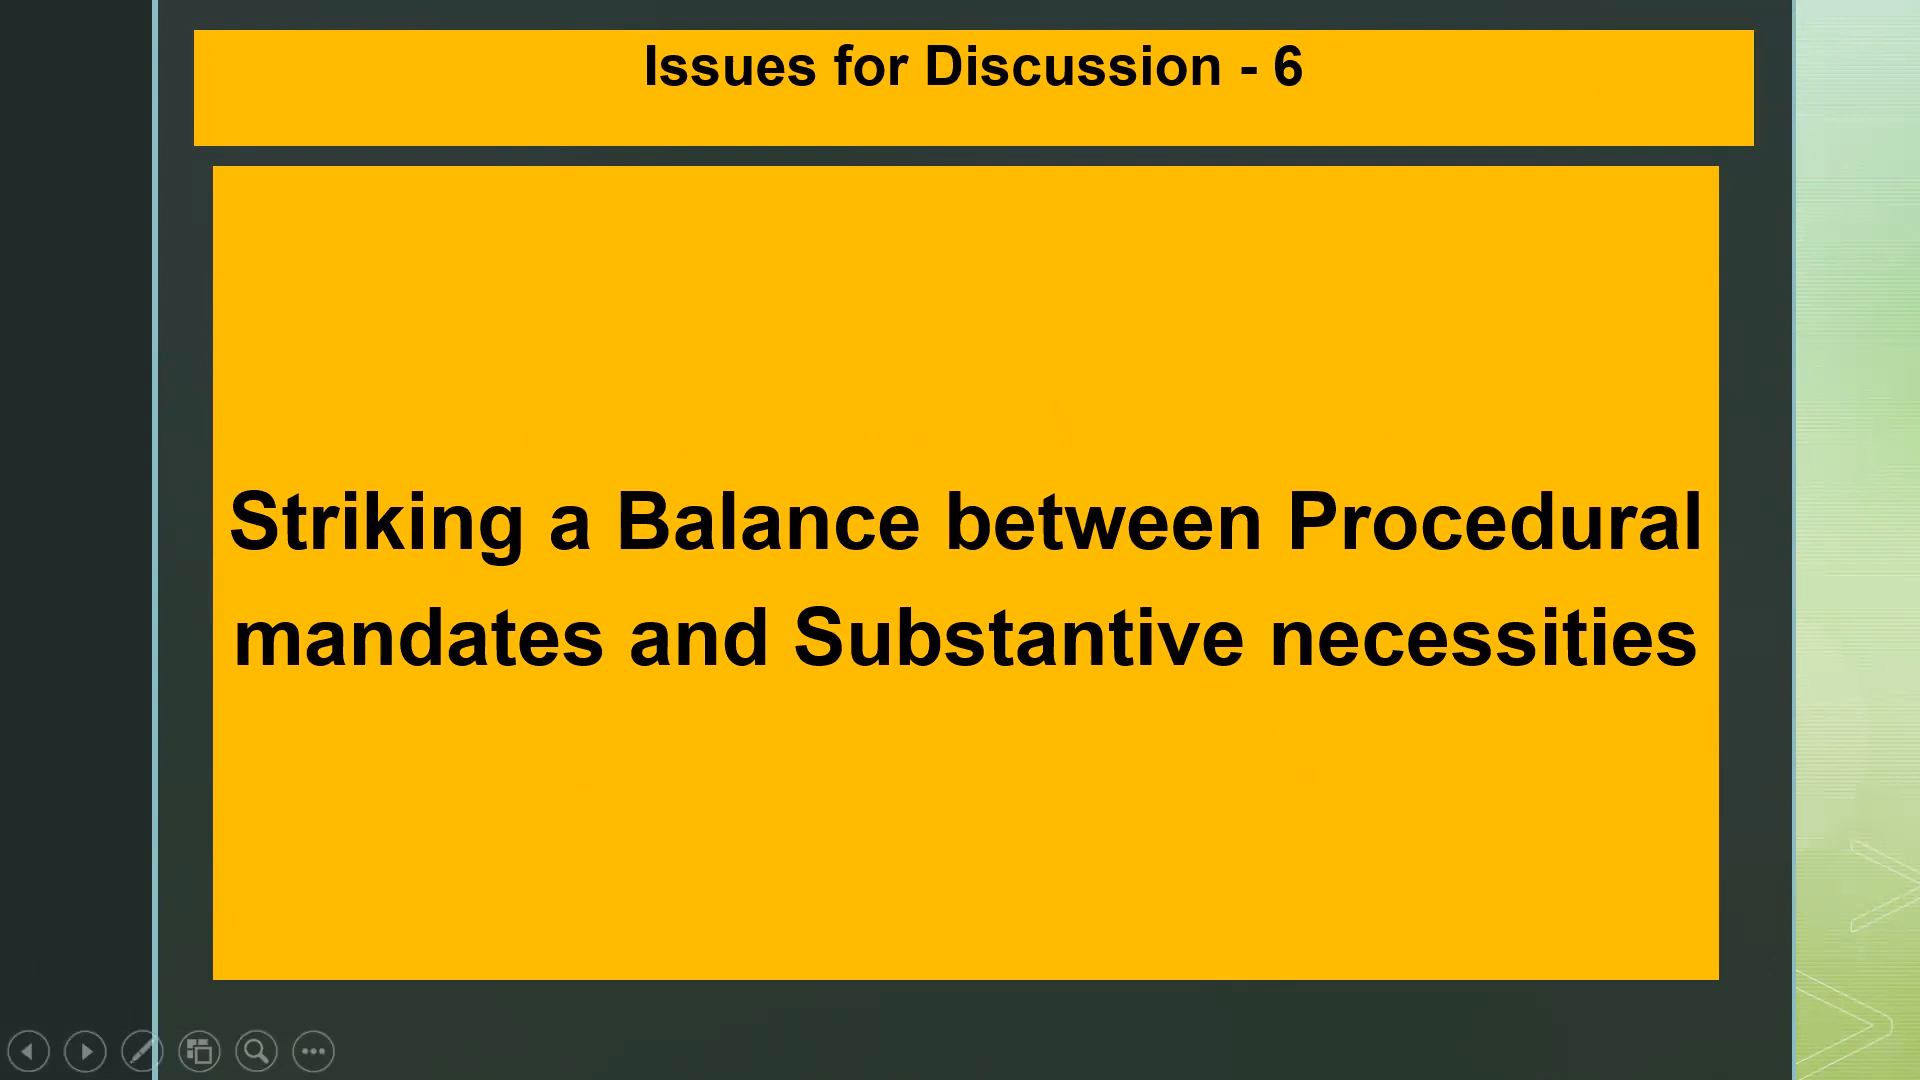 Issues for Discussion - 6
Striking a Balance between Procedural
mandates and Substantive necessities